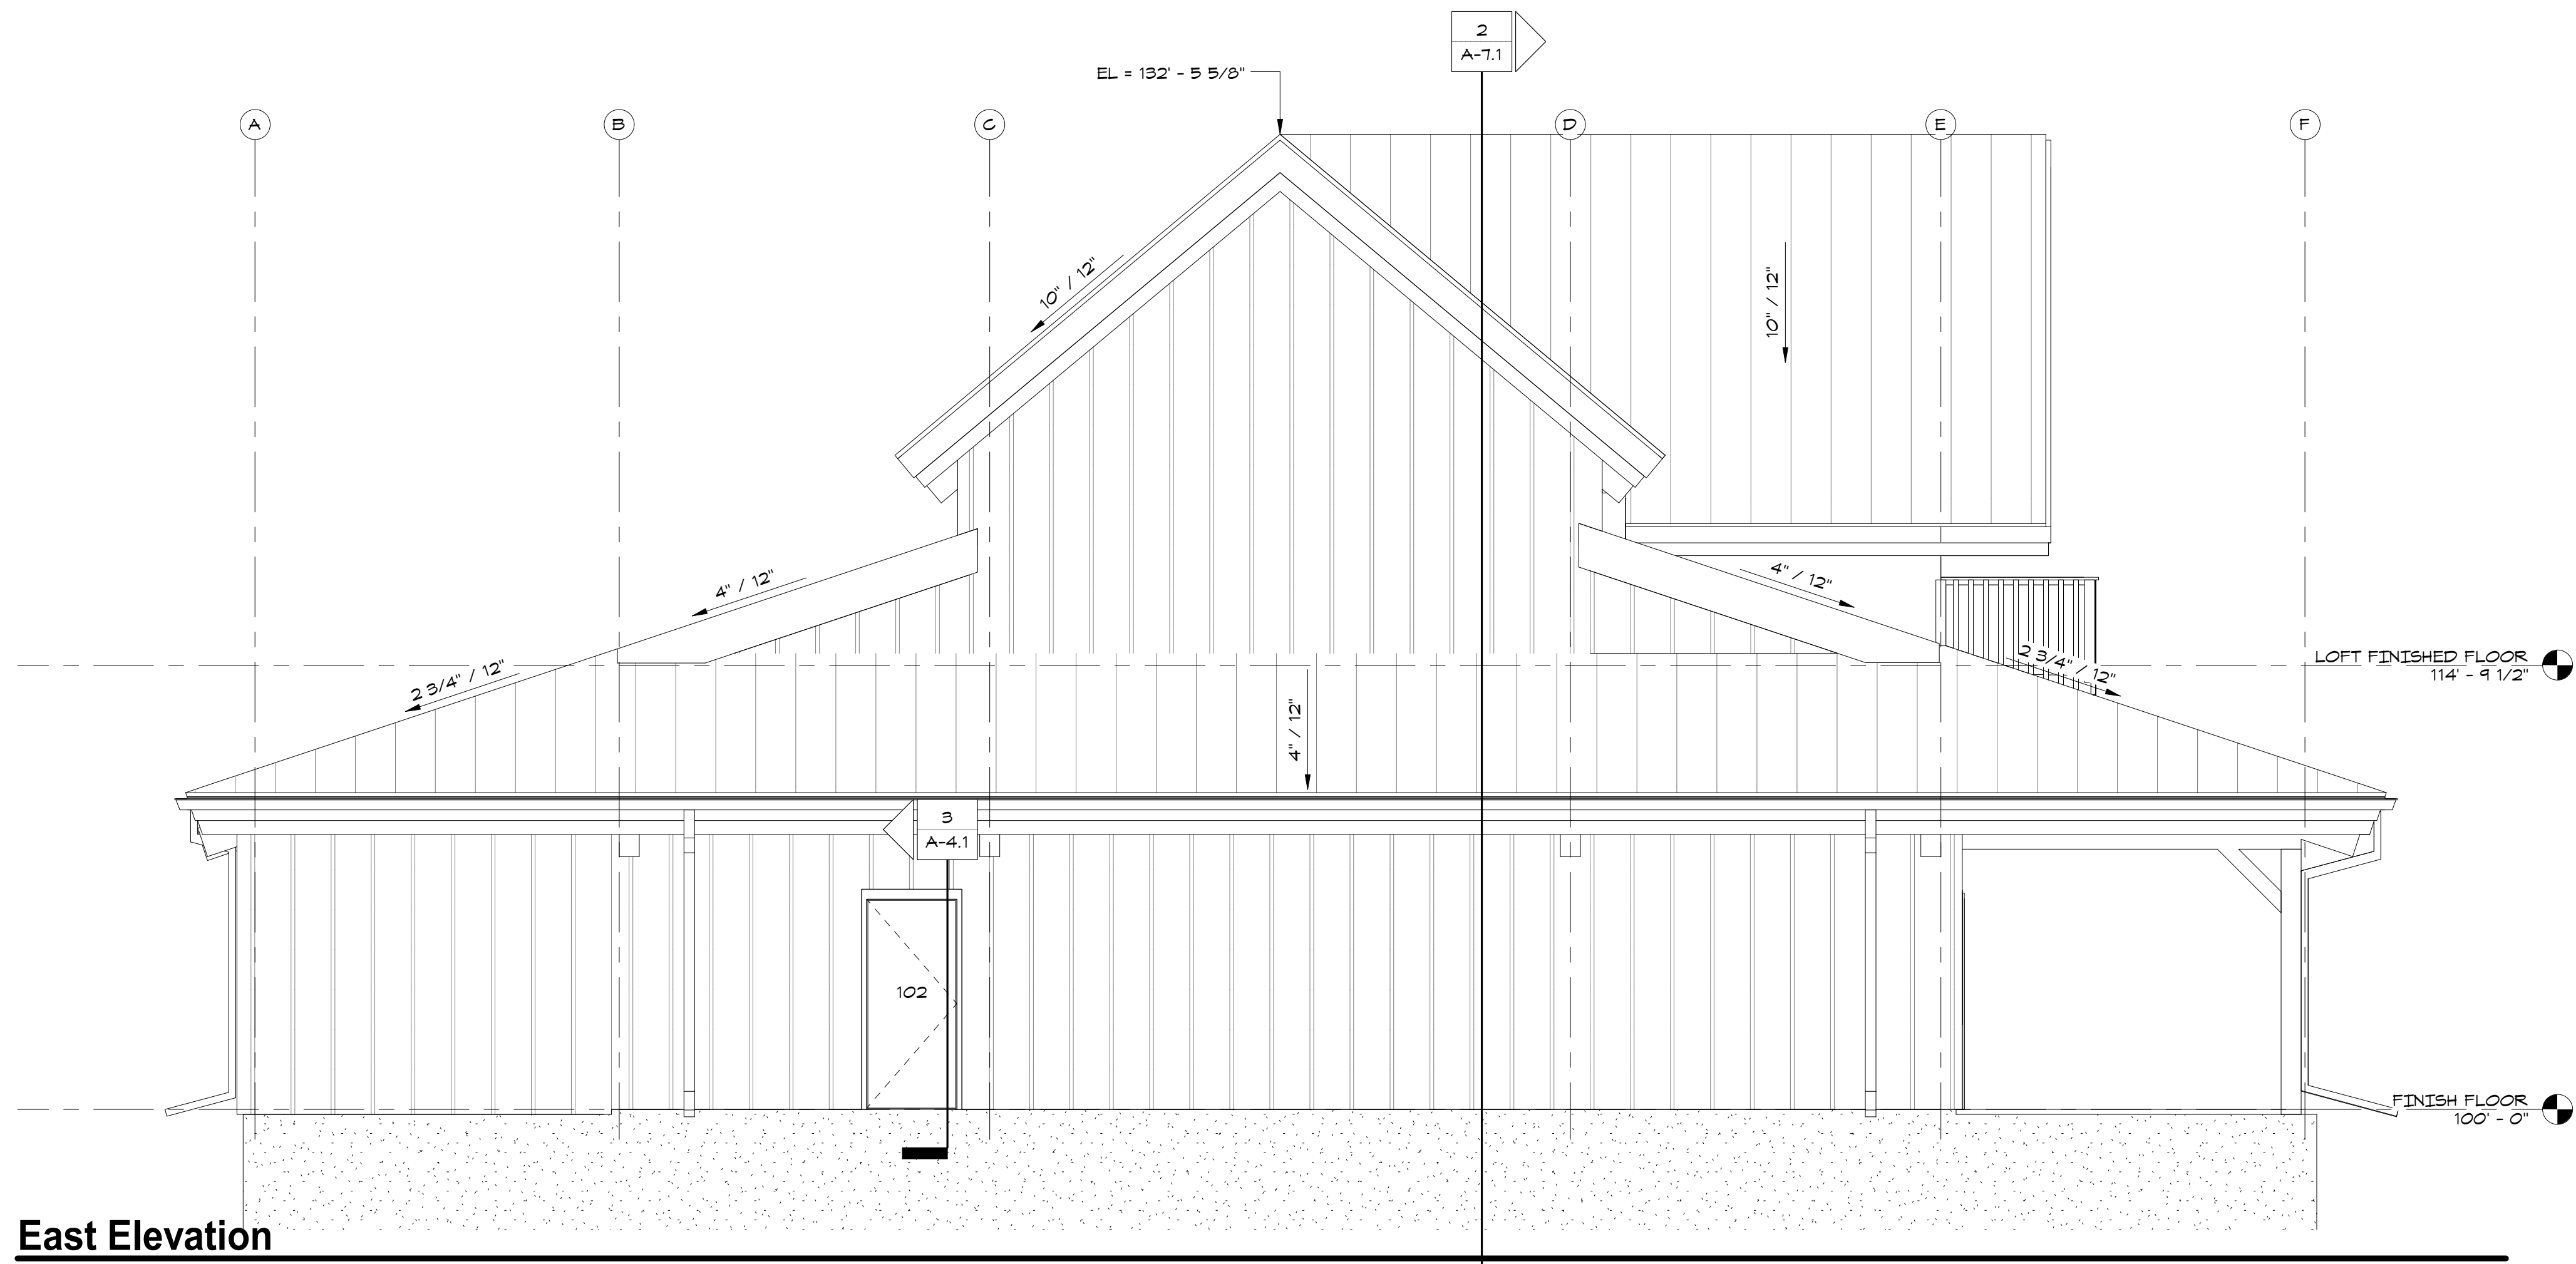 2
A-7.1
EL = 132' - 5 5/8"
A
B
C
D
E
F
10" / 12"
10" / 12"
4" / 12"
4" / 12"
2 3/4" / 12"
2 3/4" / 12"
LOFT FINISHED FLOOR
114' - 9 1/2"
4" / 12"
3
A-4.1
102
FINISH FLOOR
100' - 0"
East Elevation